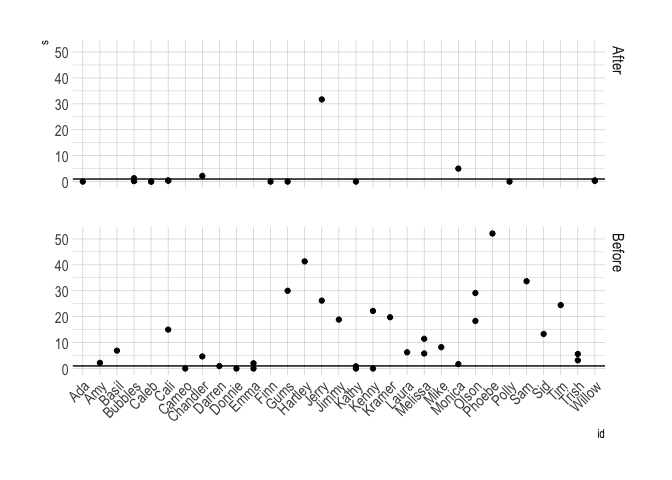 s
50
40
30
20
10
0
After
50
40
30
20
10
0
Before
Ada
Amy
Basil
Bubbles
Caleb
Cali
Cameo
Chandler
Darren
Donnie
Emma
Finn
Gums
Hartley
Jerry
Jimmy
Kathy
Kenny
Kramer
Laura
Melissa
Mike
Monica
Olson
Phoebe
Polly
Sam
Sid
Tim
Trish
Willow
id